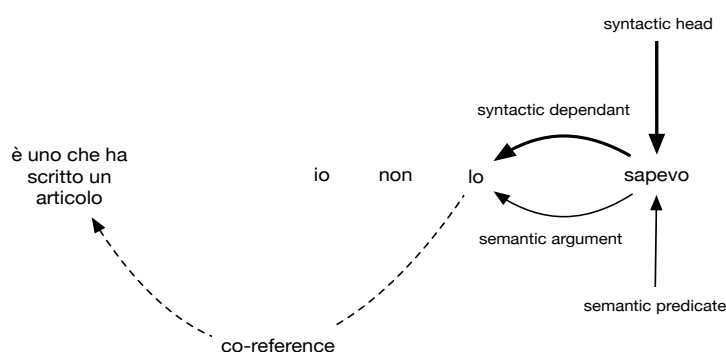 syntactic head
syntactic dependant
è uno che ha
scritto un
articolo
io non lo sapevo
semantic argument
semantic predicate
co-reference